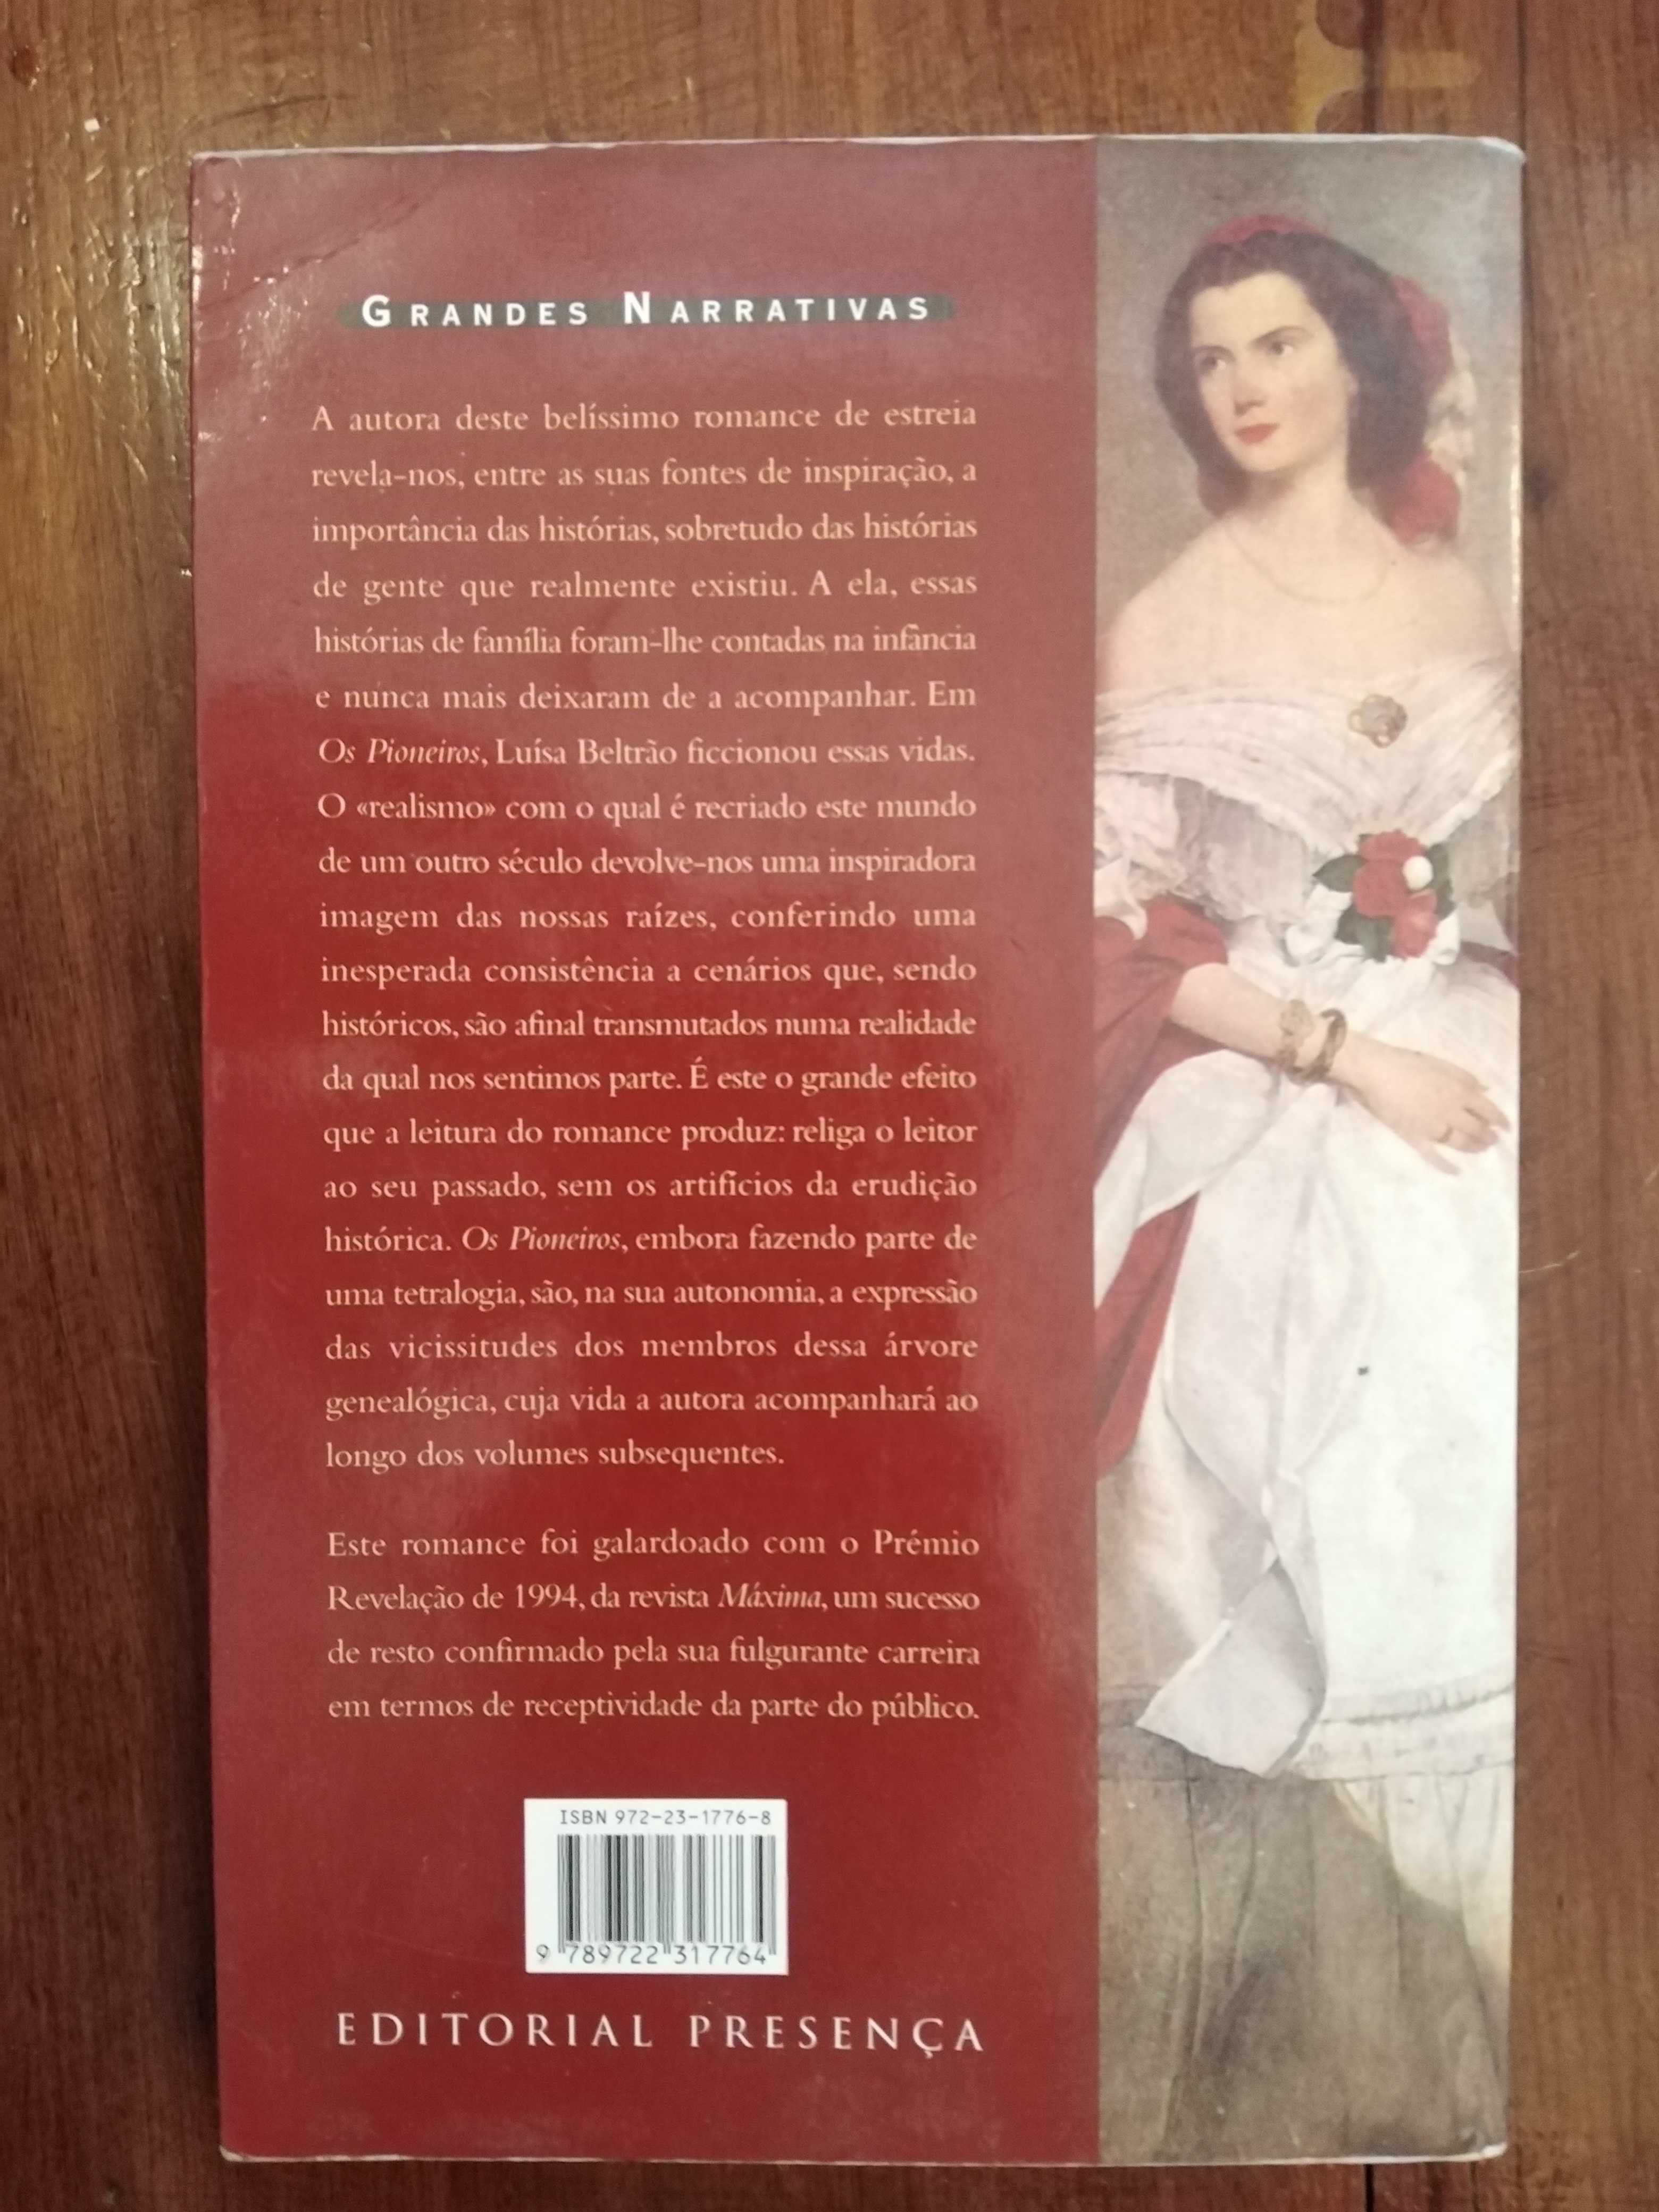 GRANDES NARRATIVAS
A autora deste belíssimo romance de estreia
revela-nos, entre as suas fontes de inspiração, a
importância das histórias, sobretudo das histórias
de gente que realmente existiu. A ela, essas
histórias de família foram-lhe contadas na infância
e nunca mais deixaram de a acompanhar. Em
Os Pioneiros, Luísa Beltrão ficcionou essas vidas.
O «realismo» com o qual é recriado este mundo
de um outro século devolve-nos uma inspiradora
imagem das nossas raízes, conferindo uma
inesperada consistência a cenários que, sendo
históricos, são afinal transmutados numa realidade
da qual nos sentimos parte. É este o grande efeito
que a leitura do romance produz: religa o leitor
ao seu passado, sem os artifícios da erudição
histórica. Os Pioneiros, embora fazendo parte de
uma tetralogia, são, na sua autonomia, a expressão
das vicissitudes dos membros dessa árvore
genealógica, cuja vida a autora acompanhará ao
longo dos volumes subsequentes.
Este romance foi galardoado com o Prémio
Revelação de 1994, da revista Máxima, um sucesso
de resto confirmado pela sua fulgurante carreira
em termos de receptividade da parte do público.
ISBN 972-23-1776-8
9 789722 317764
EDITORIAL PRESENÇA